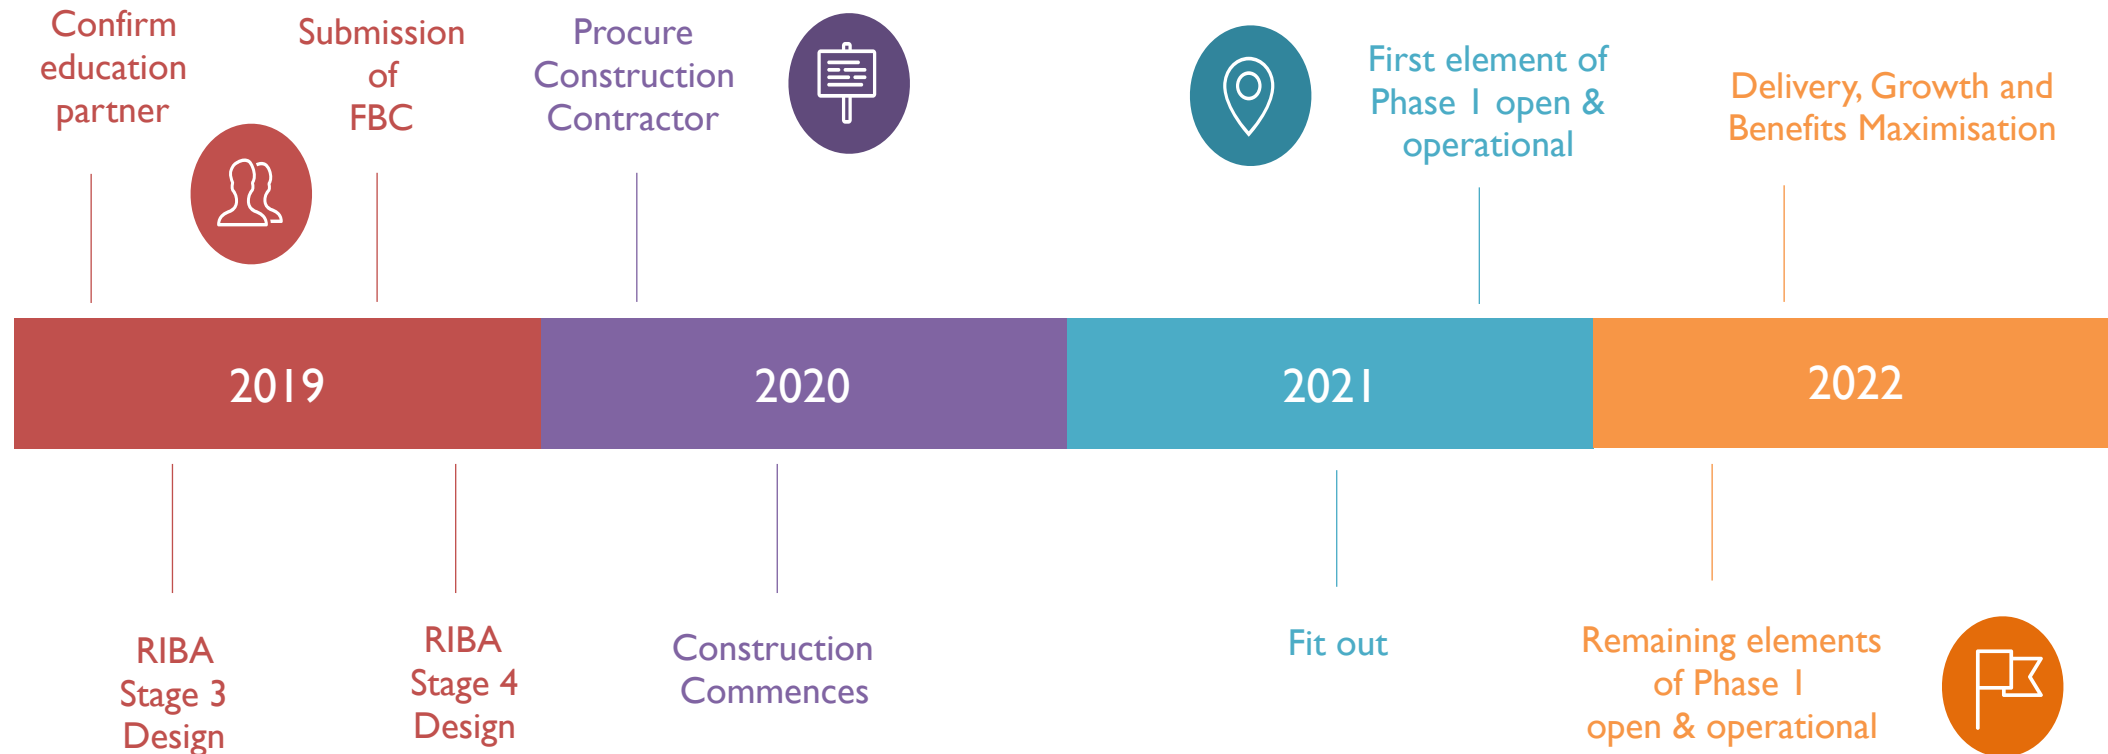 Confirm
education
partner
Submission
of
FBC
Procure
Construction
Contractor
First element of
Phase 1 open &
operational
Delivery, Growth and
Benefits Maximisation
2019
2020
2021
2022
RIBA
Stage 3
Design
RIBA
Stage 4
Design
Construction
Commences
Fit out
Remaining elements
of Phase 1
open & operational